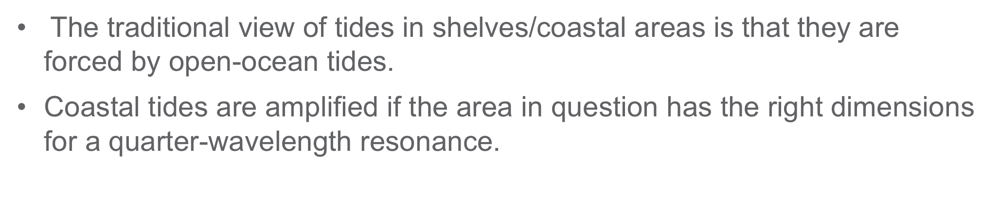 • The traditional view of tides in shelves/coastal areas is that they are
forced by open-ocean tides.
• Coastal tides are amplified if the area in question has the right dimensions
for a quarter-wavelength resonance.